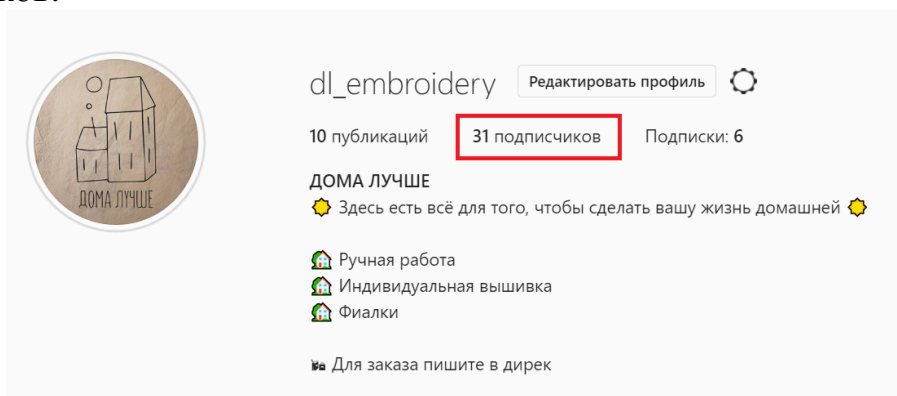 dl_embroidery Редактировать профиль
10 публикаций 31 подписчиков Подписки: 6
ДОМА ЛУЧШЕ
ДОМА ЛУЧШЕ
Здесь есть всё для того, чтобы сделать вашу жизнь домашней
Ручная работа
Индивидуальная вышивка
Фиалки
Для заказа пишите в дирек